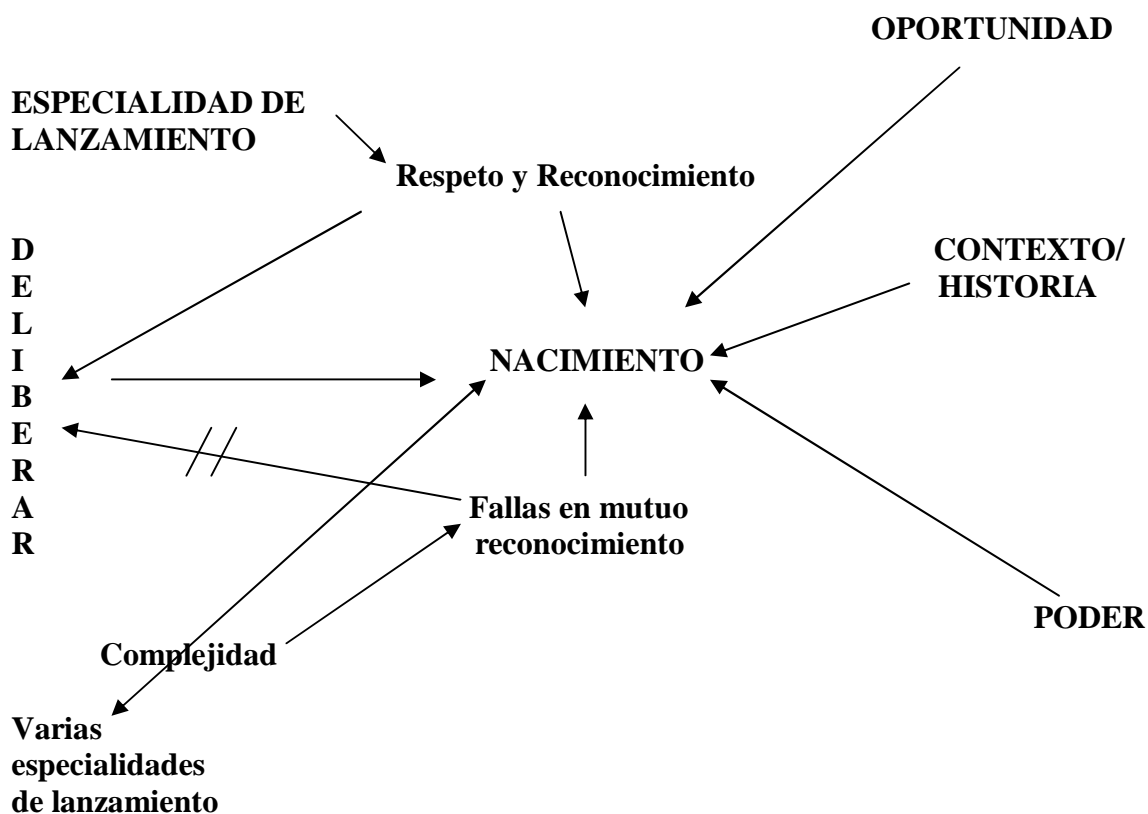 OPORTUNIDAD
ESPECIALIDAD DE
LANZAMIENTO
Respeto y Reconocimiento
D
E
L
I
B
E
R
A
R
CONTEXTO/
HISTORIA
NACIMIENTO
Fallas en mutuo
reconocimiento
PODER
Complejidad
Varias
especialidades
de lanzamiento